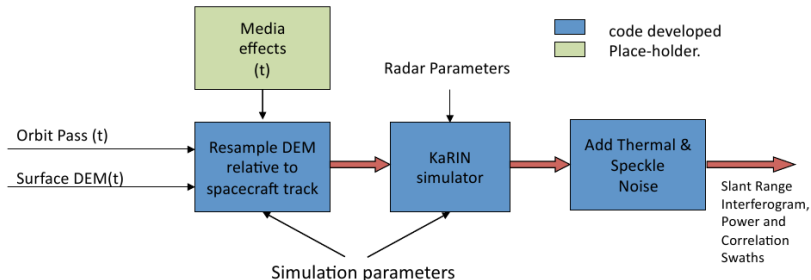 Media
effects
(t)
code developed
Place-holder.
Radar Parameters
Orbit Pass (t)
Surface DEM(t)
Resample DEM
relative to
spacecraft track
KaRIN
simulator
Add Thermal &
Speckle
Noise
Slant Range
Interferogram,
Power and
Correlation
Swaths
Simulation parameters